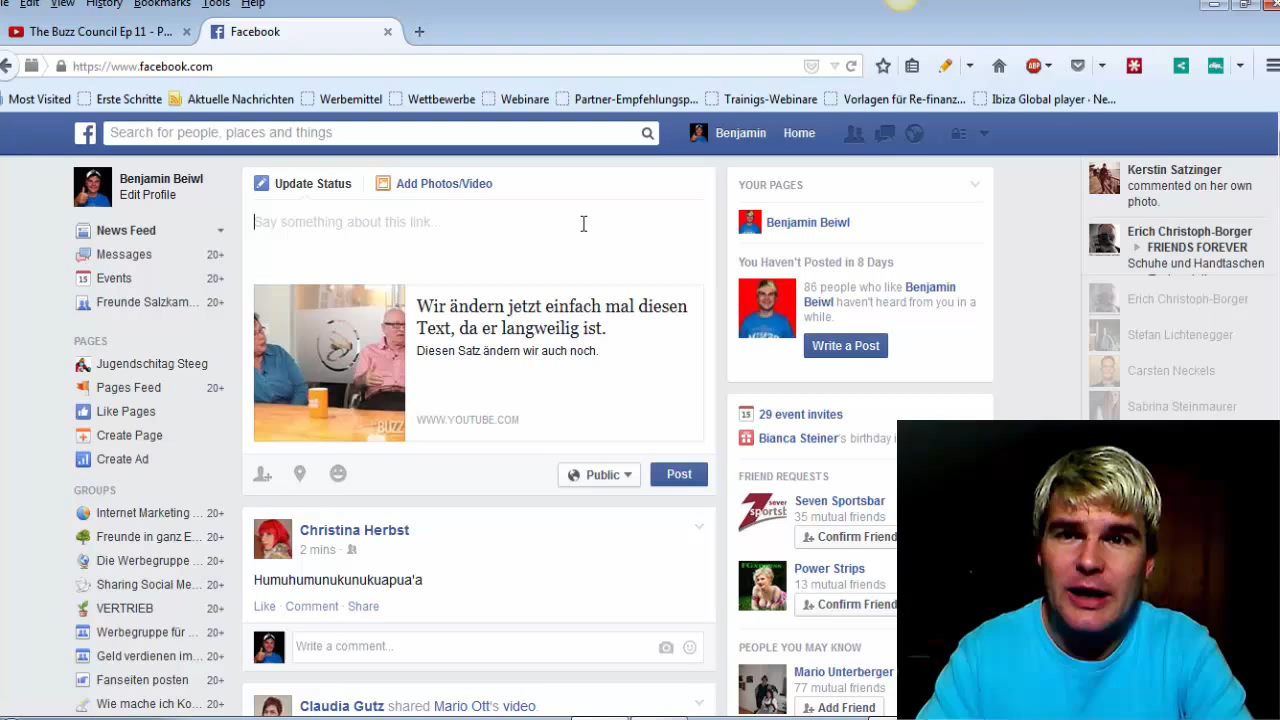 Edit View History Bookmarks Tools Help
The Buzz Council Ep 11 - P...
Facebook
https://www.facebook.com
Most Visited
Erste Schritte
Aktuelle Nachrichten
Werbemittel
Wettbewerbe
Webinare
Partner-Empfehlungsp...
Trainigs-Webinare
Vorlagen für Re-finanz...
Ibiza Global player · Ne...
Search for people, places and things
Benjamin
Home
Benjamin Beiwl
Edit Profile
News Feed
Messages 20+
Events 20+
Freunde Salzkam... 20+
PAGES
Jugendschitag Steeg
Pages Feed 20+
Like Pages
Create Page
Create Ad
GROUPS
Internet Marketing ... 20+
Freunde in ganz E... 20+
Die Werbegruppe ... 20+
Sharing Social Me... 20+
VERTRIEB 20+
Werbegruppe für ... 20+
Geld verdienen im... 20+
Fanseiten posten 20+
Wie mache ich Ko... 20+
Update Status
Add Photos/Video
Say something about this link...
Wir ändern jetzt einfach mal diesen
Text, da er langweilig ist.
Diesen Satz ändern wir auch noch.
WWW.YOUTUBE.COM
BUZZ
Public
Post
Christina Herbst
2 mins ·
Humuhumunukunukuapua'a
Like · Comment · Share
Write a comment...
Claudia Gutz shared Mario Ott's video.
YOUR PAGES
Benjamin Beiwl
You Haven't Posted in 8 Days
86 people who like Benjamin
Beiwl haven't heard from you in a
while.
Write a Post
29 event invites
Bianca Steiner's birthday
FRIEND REQUESTS
Seven Sportsbar
35 mutual friends
Confirm Friend
Power Strips
13 mutual friends
Confirm Friend
PEOPLE YOU MAY KNOW
Mario Unterberger
77 mutual friends
Add Friend
Kerstin Satzinger
commented on her own
photo.
Erich Christoph-Borger
FRIENDS FOREVER
Schuhe und Handtaschen
Erich Christoph-Borger
Stefan Lichtenegger
Carsten Neckels
Sabrina Steinmaurer